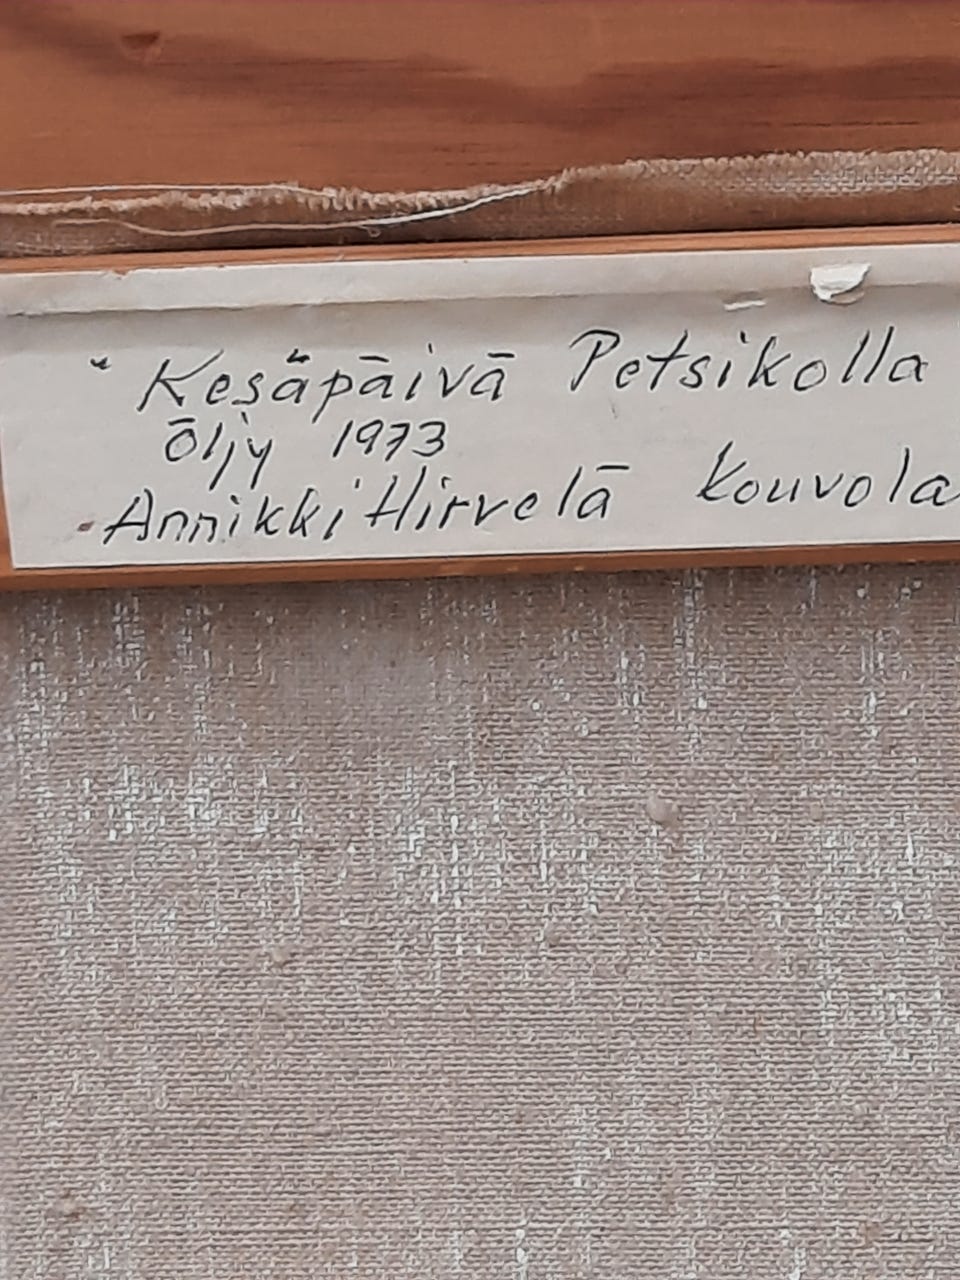 "Kesäpäivä Petsikolla
öljy 1973
Annikki Hirvelä Kouvola